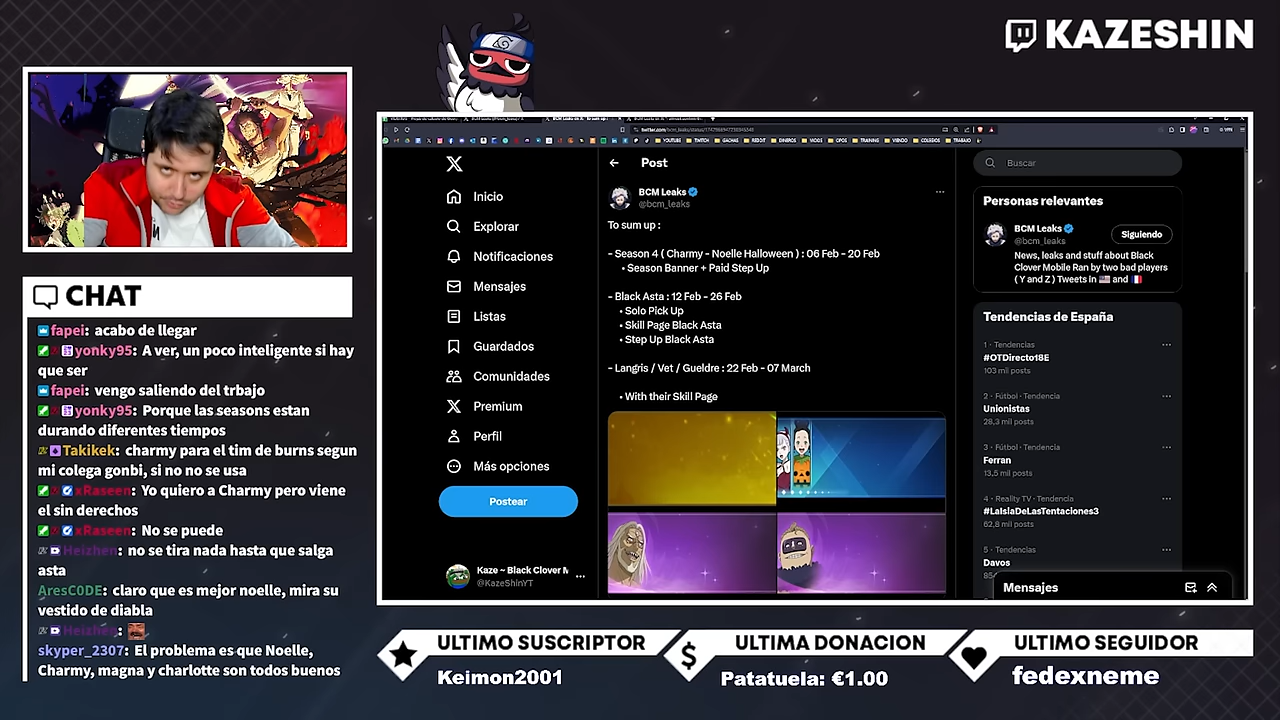 KAZESHIN
CHAT
fapei: acabo de llegar
yonky95: A ver, un poco inteligente si hay
que ser
fapei: vengo saliendo del trbajo
yonky95: Porque las seasons estan
durando diferentes tiempos
Takikek: charmy para el tim de burns segun
mi colega gonbi, si no no se usa
xRaseen: Yo quiero a Charmy pero viene
el sin derechos
xRaseen: No se puede
Heizhen: no se tira nada hasta que salga
asta
AresC0DE: claro que es mejor noelle, mira su
vestido de diabla
Heizhen:
skyper_2307: El problema es que Noelle,
Charmy, magna y charlotte son todos buenos
Inicio
Explorar
Notificaciones
Mensajes
Listas
Guardados
Comunidades
Premium
Perfil
Más opciones
Postear
Kaze ~ Black Clover M
@KazeShinYT
Post
BCM Leaks
@bcm_leaks
To sum up :
- Season 4 ( Charmy - Noelle Halloween ) : 06 Feb - 20 Feb
• Season Banner + Paid Step Up
- Black Asta : 12 Feb - 26 Feb
• Solo Pick Up
• Skill Page Black Asta
• Step Up Black Asta
- Langris / Vet / Gueldre : 22 Feb - 07 March
• With their Skill Page
Buscar
Personas relevantes
BCM Leaks
@bcm_leaks
Siguiendo
News, leaks and stuff about Black
Clover Mobile Ran by two bad players
( Y and Z ) Tweets in 🇺🇸 and 🇫🇷
Tendencias de España
1 · Tendencias
#OTDirecto18E
103 mil posts
2 · Fútbol · Tendencia
Unionistas
28,3 mil posts
3 · Fútbol · Tendencia
Ferran
13,5 mil posts
4 · Reality TV · Tendencia
#LaIslaDeLasTentaciones3
62,8 mil posts
5 · Tendencias
Davos
Mensajes
ULTIMO SUSCRIPTOR
Keimon2001
ULTIMA DONACION
Patatuela: €1.00
ULTIMO SEGUIDOR
fedexneme